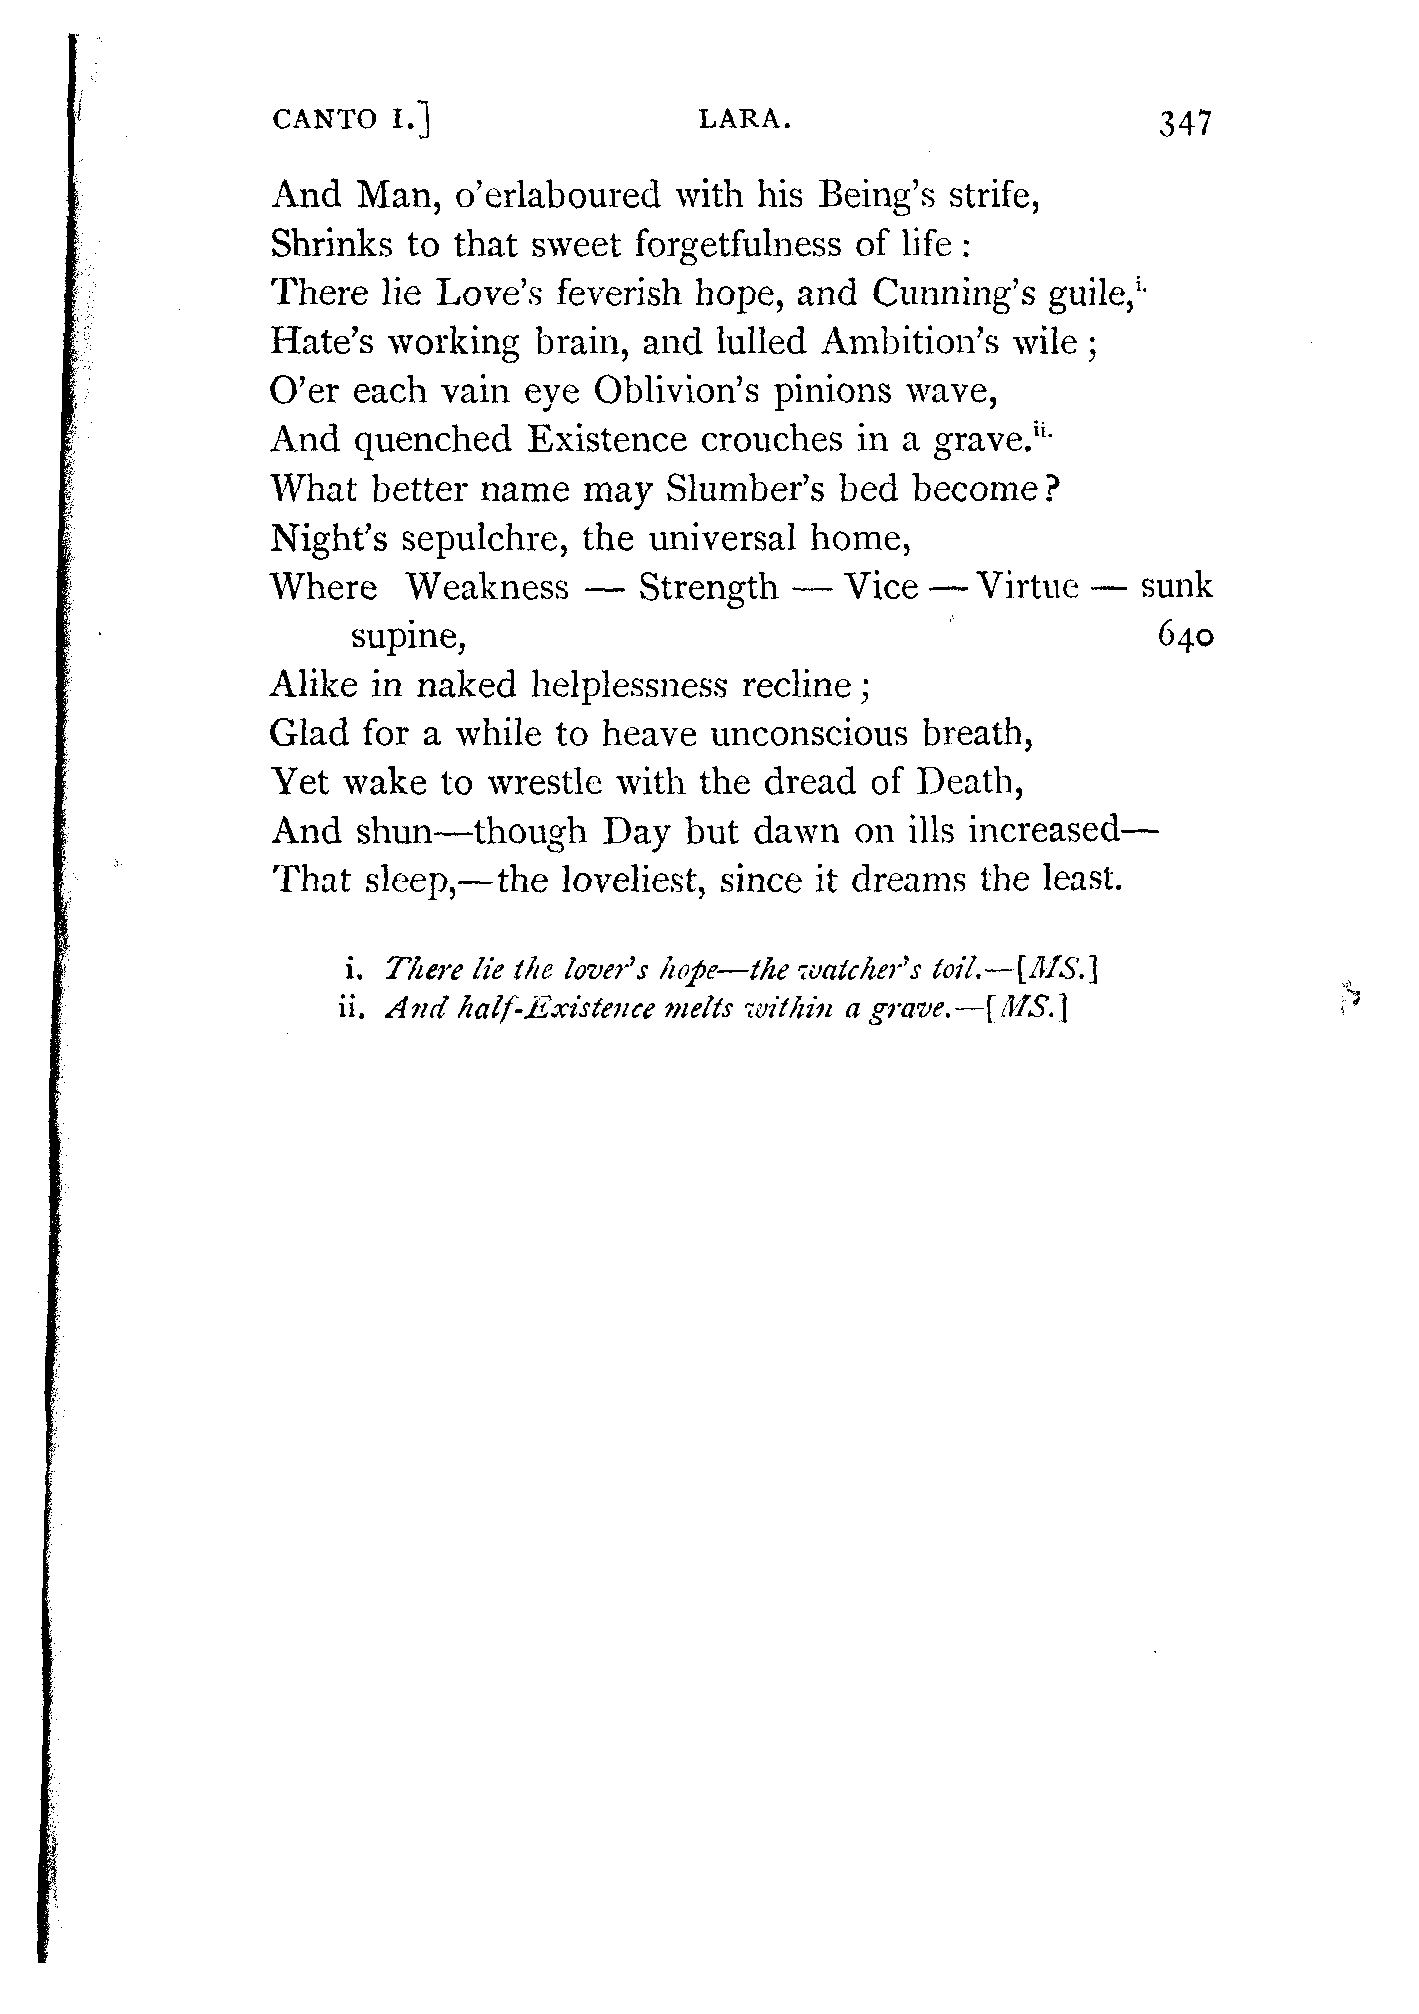 CANTO I.] LARA. 347
And Man, o'erlaboured with his Being's strife,
Shrinks to that sweet forgetfulness of life :
There lie Love's feverish hope, and Cunning's guile,i.
Hate's working brain, and lulled Ambition's wile ;
O'er each vain eye Oblivion's pinions wave,
And quenched Existence crouches in a grave.ii.
What better name may Slumber's bed become?
Night's sepulchre, the universal home,
Where Weakness — Strength — Vice — Virtue — sunk
supine, 640
Alike in naked helplessness recline ;
Glad for a while to heave unconscious breath,
Yet wake to wrestle with the dread of Death,
And shun—though Day but dawn on ills increased—
That sleep,—the loveliest, since it dreams the least.
i. There lie the lover's hope—the watcher's toil.—[MS.]
ii. And half-Existence melts within a grave.—[MS.]